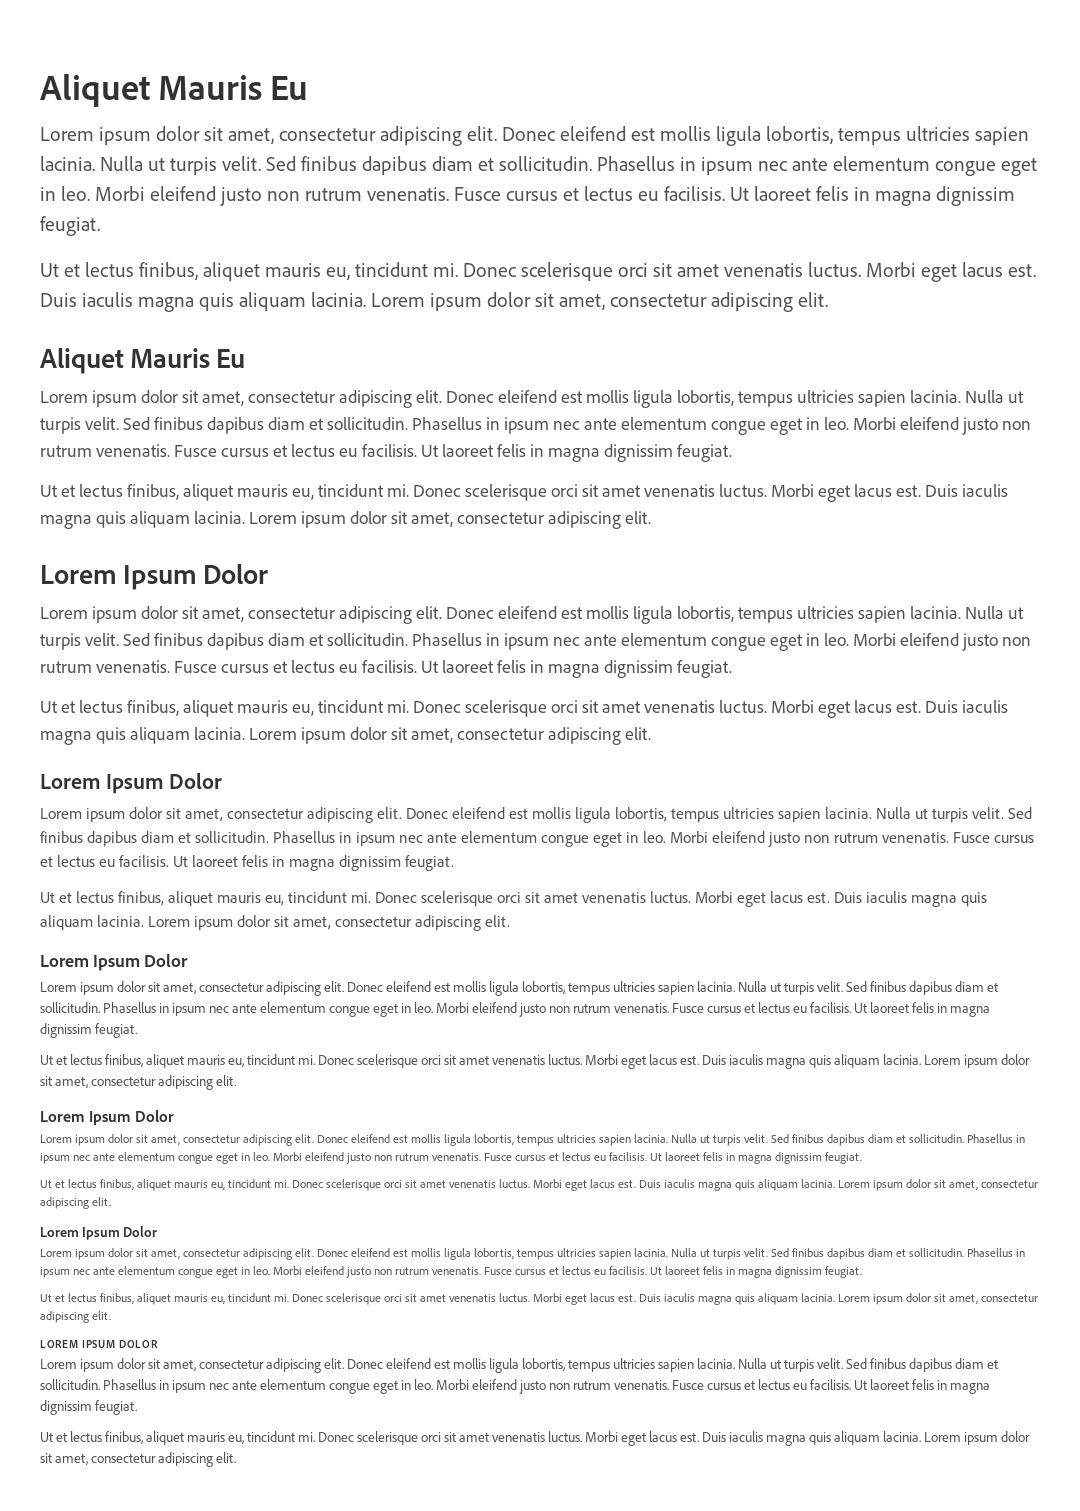 Aliquet Mauris Eu
Lorem ipsum dolor sit amet, consectetur adipiscing elit. Donec eleifend est mollis ligula lobortis, tempus ultricies sapien
lacinia. Nulla ut turpis velit. Sed finibus dapibus diam et sollicitudin. Phasellus in ipsum nec ante elementum congue eget
in leo. Morbi eleifend justo non rutrum venenatis. Fusce cursus et lectus eu facilisis. Ut laoreet felis in magna dignissim
feugiat.
Ut et lectus finibus, aliquet mauris eu, tincidunt mi. Donec scelerisque orci sit amet venenatis luctus. Morbi eget lacus est.
Duis iaculis magna quis aliquam lacinia. Lorem ipsum dolor sit amet, consectetur adipiscing elit.
Aliquet Mauris Eu
Lorem ipsum dolor sit amet, consectetur adipiscing elit. Donec eleifend est mollis ligula lobortis, tempus ultricies sapien lacinia. Nulla ut
turpis velit. Sed finibus dapibus diam et sollicitudin. Phasellus in ipsum nec ante elementum congue eget in leo. Morbi eleifend justo non
rutrum venenatis. Fusce cursus et lectus eu facilisis. Ut laoreet felis in magna dignissim feugiat.
Ut et lectus finibus, aliquet mauris eu, tincidunt mi. Donec scelerisque orci sit amet venenatis luctus. Morbi eget lacus est. Duis iaculis
magna quis aliquam lacinia. Lorem ipsum dolor sit amet, consectetur adipiscing elit.
Lorem Ipsum Dolor
Lorem ipsum dolor sit amet, consectetur adipiscing elit. Donec eleifend est mollis ligula lobortis, tempus ultricies sapien lacinia. Nulla ut
turpis velit. Sed finibus dapibus diam et sollicitudin. Phasellus in ipsum nec ante elementum congue eget in leo. Morbi eleifend justo non
rutrum venenatis. Fusce cursus et lectus eu facilisis. Ut laoreet felis in magna dignissim feugiat.
Ut et lectus finibus, aliquet mauris eu, tincidunt mi. Donec scelerisque orci sit amet venenatis luctus. Morbi eget lacus est. Duis iaculis
magna quis aliquam lacinia. Lorem ipsum dolor sit amet, consectetur adipiscing elit.
Lorem Ipsum Dolor
Lorem ipsum dolor sit amet, consectetur adipiscing elit. Donec eleifend est mollis ligula lobortis, tempus ultricies sapien lacinia. Nulla ut turpis velit. Sed
finibus dapibus diam et sollicitudin. Phasellus in ipsum nec ante elementum congue eget in leo. Morbi eleifend justo non rutrum venenatis. Fusce cursus
et lectus eu facilisis. Ut laoreet felis in magna dignissim feugiat.
Ut et lectus finibus, aliquet mauris eu, tincidunt mi. Donec scelerisque orci sit amet venenatis luctus. Morbi eget lacus est. Duis iaculis magna quis
aliquam lacinia. Lorem ipsum dolor sit amet, consectetur adipiscing elit.
Lorem Ipsum Dolor
Lorem ipsum dolor sit amet, consectetur adipiscing elit. Donec eleifend est mollis ligula lobortis, tempus ultricies sapien lacinia. Nulla ut turpis velit. Sed finibus dapibus diam et
sollicitudin. Phasellus in ipsum nec ante elementum congue eget in leo. Morbi eleifend justo non rutrum venenatis. Fusce cursus et lectus eu facilisis. Ut laoreet felis in magna
dignissim feugiat.
Ut et lectus finibus, aliquet mauris eu, tincidunt mi. Donec scelerisque orci sit amet venenatis luctus. Morbi eget lacus est. Duis iaculis magna quis aliquam lacinia. Lorem ipsum dolor
sit amet, consectetur adipiscing elit.
Lorem Ipsum Dolor
Lorem ipsum dolor sit amet, consectetur adipiscing elit. Donec eleifend est mollis ligula lobortis, tempus ultricies sapien lacinia. Nulla ut turpis velit. Sed finibus dapibus diam et sollicitudin. Phasellus in
ipsum nec ante elementum congue eget in leo. Morbi eleifend justo non rutrum venenatis. Fusce cursus et lectus eu facilisis. Ut laoreet felis in magna dignissim feugiat.
Ut et lectus finibus, aliquet mauris eu, tincidunt mi. Donec scelerisque orci sit amet venenatis luctus. Morbi eget lacus est. Duis iaculis magna quis aliquam lacinia. Lorem ipsum dolor sit amet, consectetur
adipiscing elit.
Lorem Ipsum Dolor
Lorem ipsum dolor sit amet, consectetur adipiscing elit. Donec eleifend est mollis ligula lobortis, tempus ultricies sapien lacinia. Nulla ut turpis velit. Sed finibus dapibus diam et sollicitudin. Phasellus in
ipsum nec ante elementum congue eget in leo. Morbi eleifend justo non rutrum venenatis. Fusce cursus et lectus eu facilisis. Ut laoreet felis in magna dignissim feugiat.
Ut et lectus finibus, aliquet mauris eu, tincidunt mi. Donec scelerisque orci sit amet venenatis luctus. Morbi eget lacus est. Duis iaculis magna quis aliquam lacinia. Lorem ipsum dolor sit amet, consectetur
adipiscing elit.
LOREM IPSUM DOLOR
Lorem ipsum dolor sit amet, consectetur adipiscing elit. Donec eleifend est mollis ligula lobortis, tempus ultricies sapien lacinia. Nulla ut turpis velit. Sed finibus dapibus diam et
sollicitudin. Phasellus in ipsum nec ante elementum congue eget in leo. Morbi eleifend justo non rutrum venenatis. Fusce cursus et lectus eu facilisis. Ut laoreet felis in magna
dignissim feugiat.
Ut et lectus finibus, aliquet mauris eu, tincidunt mi. Donec scelerisque orci sit amet venenatis luctus. Morbi eget lacus est. Duis iaculis magna quis aliquam lacinia. Lorem ipsum dolor
sit amet, consectetur adipiscing elit.